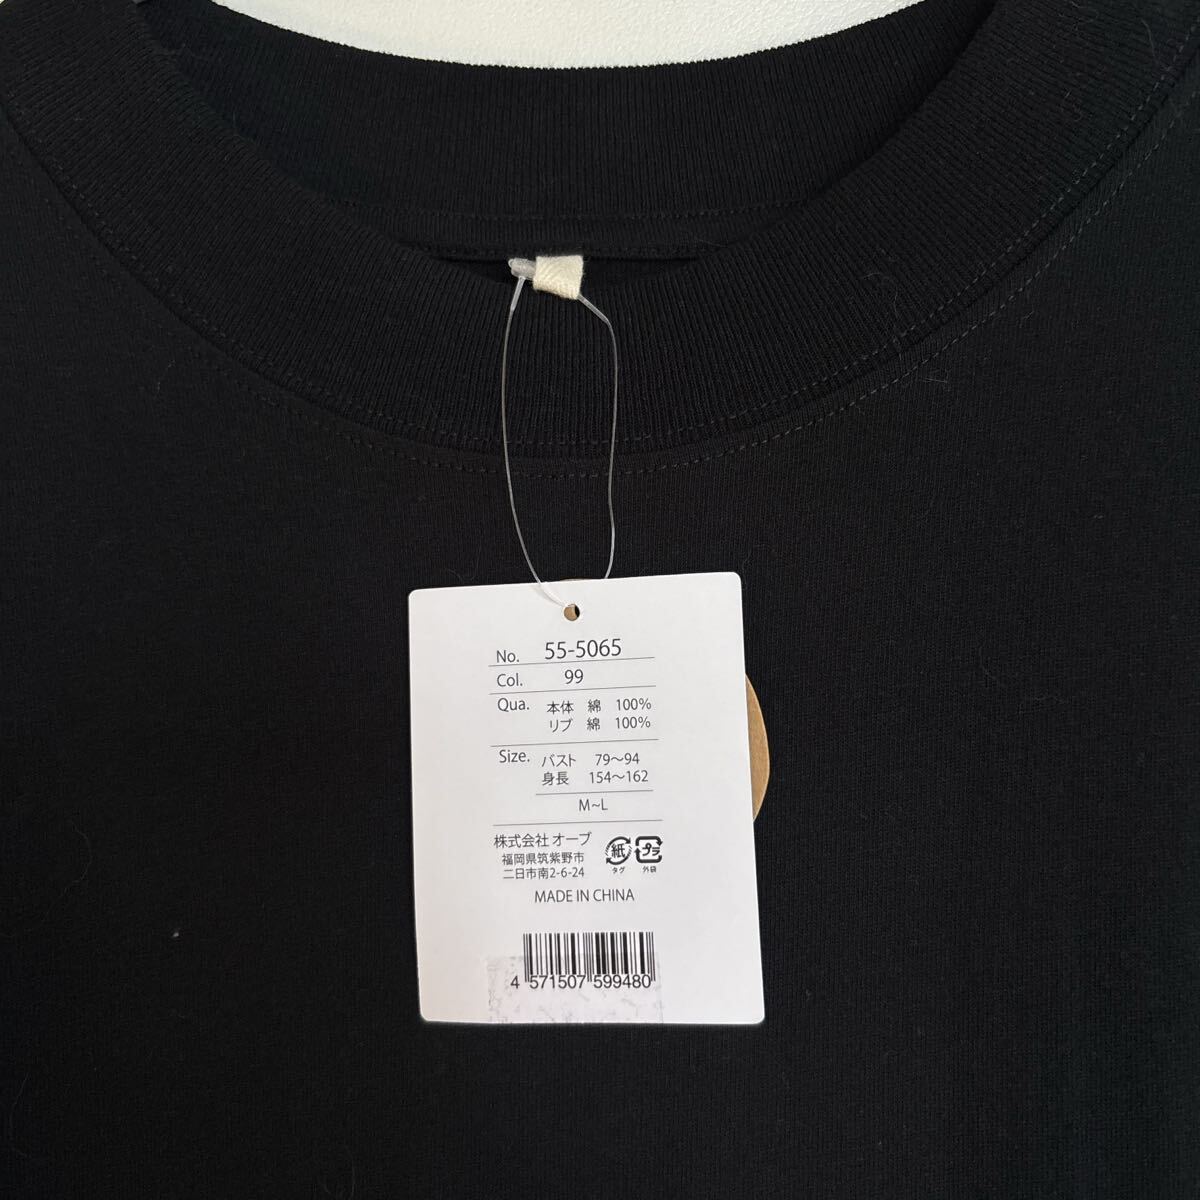 No. 55-5065
Col. 99
Qua. 本体 綿 100%
リブ 綿 100%
Size. バスト 79～94
身長 154～162
M~L
株式会社 オーブ
福岡県筑紫野市
二日市南2-6-24
紙 プラ
タグ 外袋
MADE IN CHINA
4 571507 599480